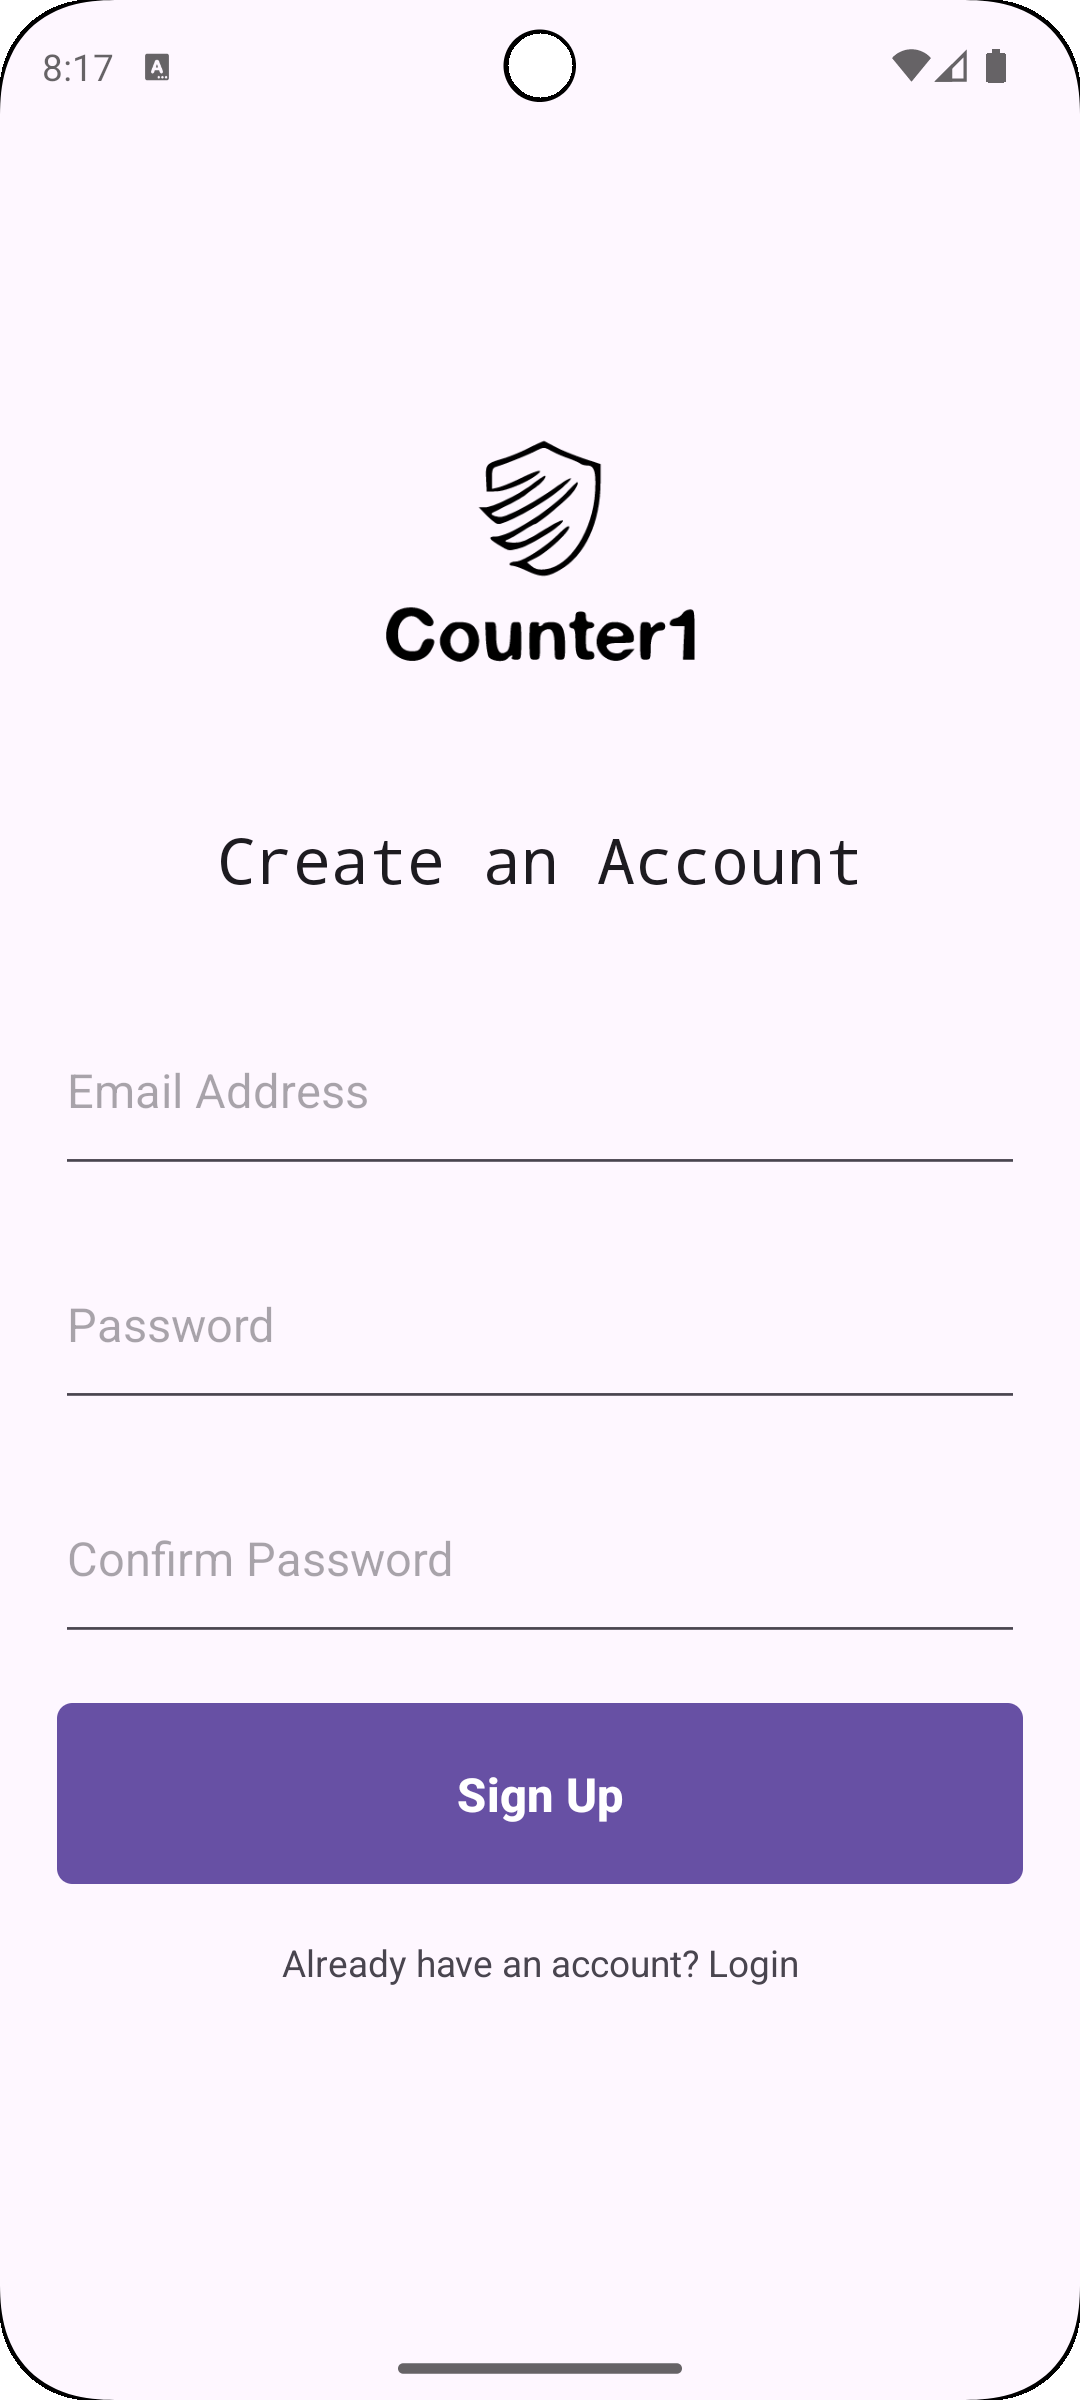 8:17
Counter1
Create an Account
Email Address
Password
Confirm Password
Sign Up
Already have an account? Login